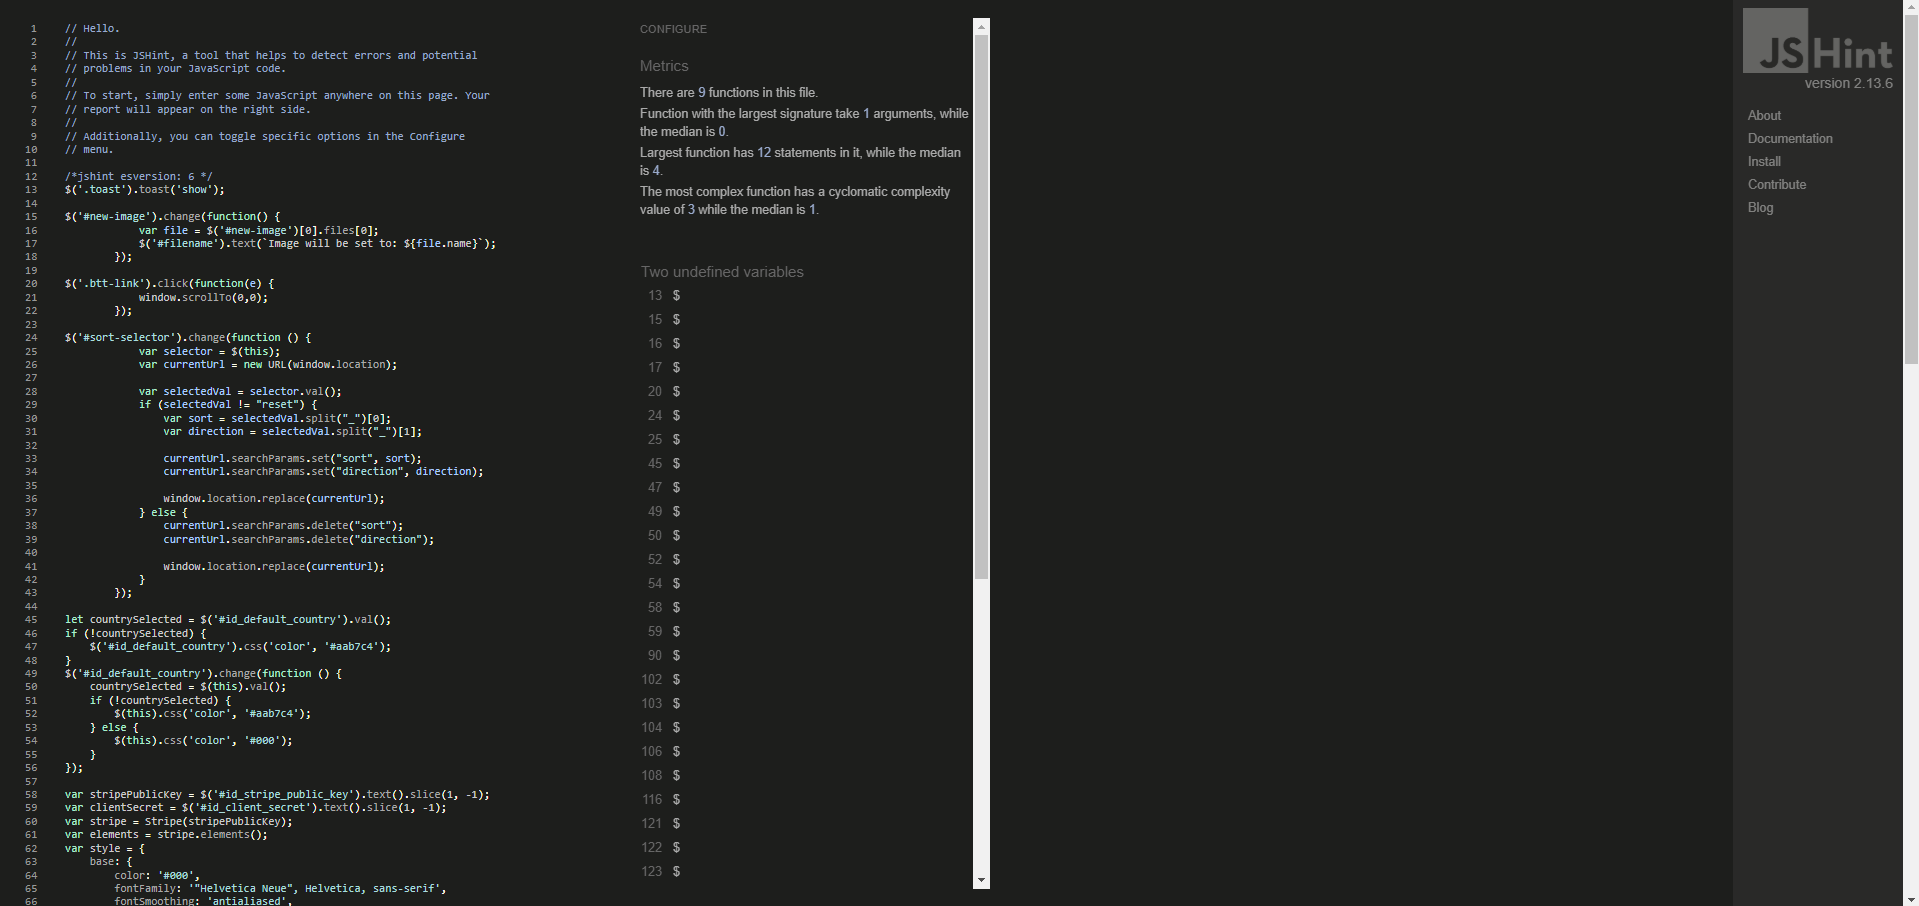 1 // Hello.
2 //
3 // This is JSHint, a tool that helps to detect errors and potential
4 // problems in your JavaScript code.
5 //
6 // To start, simply enter some JavaScript anywhere on this page. Your
7 // report will appear on the right side.
8 //
9 // Additionally, you can toggle specific options in the Configure
10 // menu.
11
12 /*jshint esversion: 6 */
13 $('.toast').toast('show');
14
15 $('#new-image').change(function() {
16 var file = $('#new-image')[0].files[0];
17 $('#filename').text(`Image will be set to: ${file.name}`);
18 });
19
20 $('.btt-link').click(function(e) {
21 window.scrollTo(0,0);
22 });
23
24 $('#sort-selector').change(function () {
25 var selector = $(this);
26 var currentUrl = new URL(window.location);
27
28 var selectedVal = selector.val();
29 if (selectedVal != "reset") {
30 var sort = selectedVal.split("_")[0];
31 var direction = selectedVal.split("_")[1];
32
33 currentUrl.searchParams.set("sort", sort);
34 currentUrl.searchParams.set("direction", direction);
35
36 window.location.replace(currentUrl);
37 } else {
38 currentUrl.searchParams.delete("sort");
39 currentUrl.searchParams.delete("direction");
40
41 window.location.replace(currentUrl);
42 }
43 });
44
45 let countrySelected = $('#id_default_country').val();
46 if (!countrySelected) {
47 $('#id_default_country').css('color', '#aab7c4');
48 }
49 $('#id_default_country').change(function () {
50 countrySelected = $(this).val();
51 if (!countrySelected) {
52 $(this).css('color', '#aab7c4');
53 } else {
54 $(this).css('color', '#000');
55 }
56 });
57
58 var stripePublicKey = $('#id_stripe_public_key').text().slice(1, -1);
59 var clientSecret = $('#id_client_secret').text().slice(1, -1);
60 var stripe = Stripe(stripePublicKey);
61 var elements = stripe.elements();
62 var style = {
63 base: {
64 color: '#000',
65 fontFamily: '"Helvetica Neue", Helvetica, sans-serif',
66 fontSmoothing: 'antialiased',
CONFIGURE
Metrics
There are 9 functions in this file.
Function with the largest signature take 1 arguments, while
the median is 0.
Largest function has 12 statements in it, while the median
is 4.
The most complex function has a cyclomatic complexity
value of 3 while the median is 1.
Two undefined variables
13 $
15 $
16 $
17 $
20 $
24 $
25 $
45 $
47 $
49 $
50 $
52 $
54 $
58 $
59 $
90 $
102 $
103 $
104 $
106 $
108 $
116 $
121 $
122 $
123 $
JSHint
version 2.13.6
About
Documentation
Install
Contribute
Blog